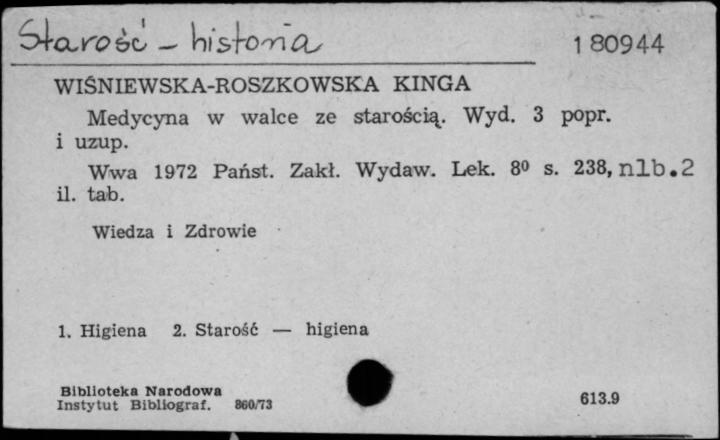 Starość - historia 180944
WIŚNIEWSKA-ROSZKOWSKA KINGA
Medycyna w walce ze starością. Wyd. 3 popr.
i uzup.
Wwa 1972 Państ. Zakł. Wydaw. Lek. 8⁰ s. 238, nlb.2
il. tab.
Wiedza i Zdrowie
1. Higiena 2. Starość — higiena
Biblioteka Narodowa
Instytut Bibliograf. 860/73 613.9